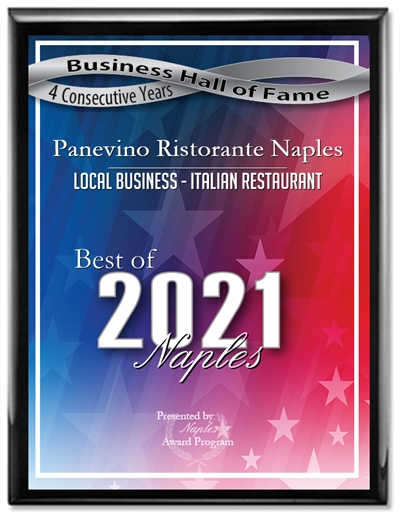 Business Hall of Fame
4 Consecutive Years
Panevino Ristorante Naples
LOCAL BUSINESS - ITALIAN RESTAURANT
Best of
2021
Naples
Presented by:
Naples
Award Program